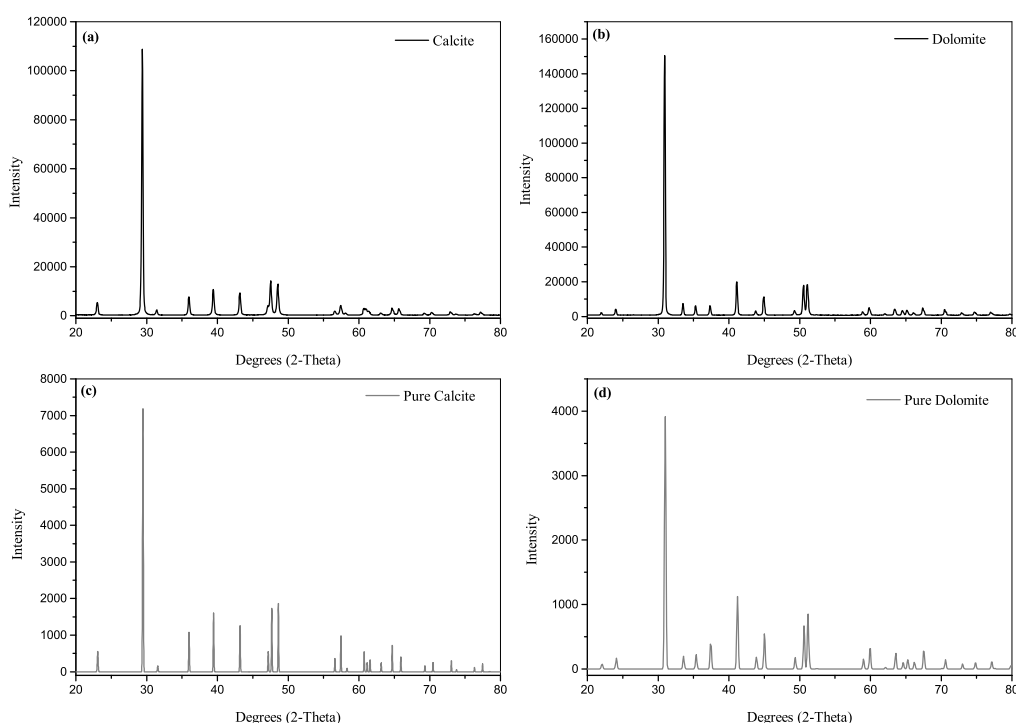 (a)
Calcite
120000
100000
80000
60000
40000
20000
0
Intensity
20 30 40 50 60 70 80
Degrees (2-Theta)
(b)
Dolomite
160000
140000
120000
100000
80000
60000
40000
20000
0
Intensity
20 30 40 50 60 70 80
Degrees (2-Theta)
(c)
Pure Calcite
8000
7000
6000
5000
4000
3000
2000
1000
0
Intensity
20 30 40 50 60 70 80
Degrees (2-Theta)
(d)
Pure Dolomite
4000
3000
2000
1000
0
Intensity
20 30 40 50 60 70 80
Degrees (2-Theta)